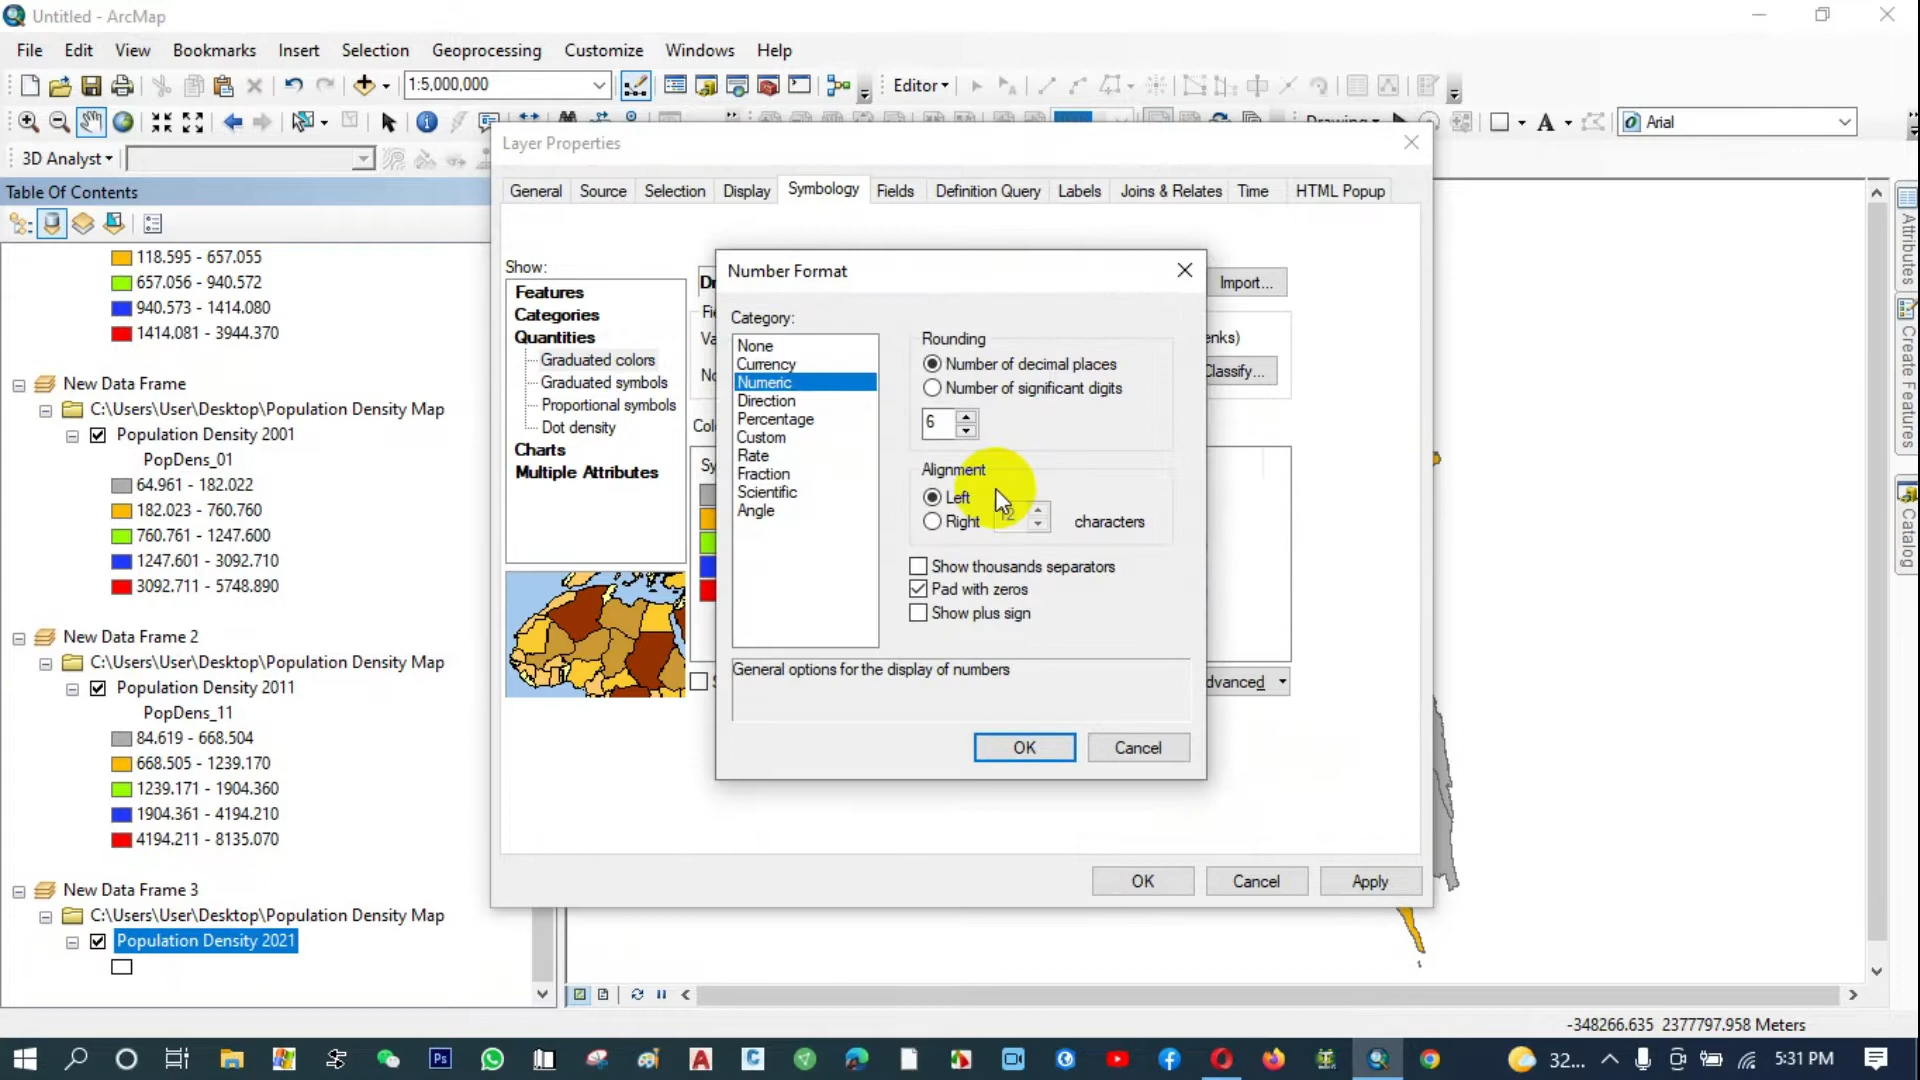 Untitled - ArcMap
File Edit View Bookmarks Insert Selection Geoprocessing Customize Windows Help
1:5,000,000
Editor
Drawing
Arial
3D Analyst
Table Of Contents
118.595 - 657.055
657.056 - 940.572
940.573 - 1414.080
1414.081 - 3944.370
New Data Frame
C:\Users\User\Desktop\Population Density Map
Population Density 2001
PopDens_01
64.961 - 182.022
182.023 - 760.760
760.761 - 1247.600
1247.601 - 3092.710
3092.711 - 5748.890
New Data Frame 2
C:\Users\User\Desktop\Population Density Map
Population Density 2011
PopDens_11
84.619 - 668.504
668.505 - 1239.170
1239.171 - 1904.360
1904.361 - 4194.210
4194.211 - 8135.070
New Data Frame 3
C:\Users\User\Desktop\Population Density Map
Population Density 2021
Layer Properties
General Source Selection Display Symbology Fields Definition Query Labels Joins & Relates Time HTML Popup
Show:
Features
Categories
Quantities
Graduated colors
Graduated symbols
Proportional symbols
Dot density
Charts
Multiple Attributes
Import...
Classify...
OK Cancel Apply
Number Format
Category:
None
Currency
Numeric
Direction
Percentage
Custom
Rate
Fraction
Scientific
Angle
Rounding
Number of decimal places
Number of significant digits
6
Alignment
Left
Right 12 characters
Show thousands separators
Pad with zeros
Show plus sign
General options for the display of numbers
OK Cancel
Attributes
Create Features
Catalog
-348266.635 2377797.958 Meters
32...
5:31 PM